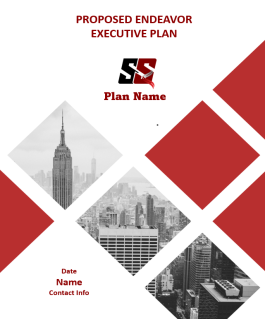 PROPOSED ENDEAVOR
EXECUTIVE PLAN
SS
Plan Name
Date
Name
Contact Info